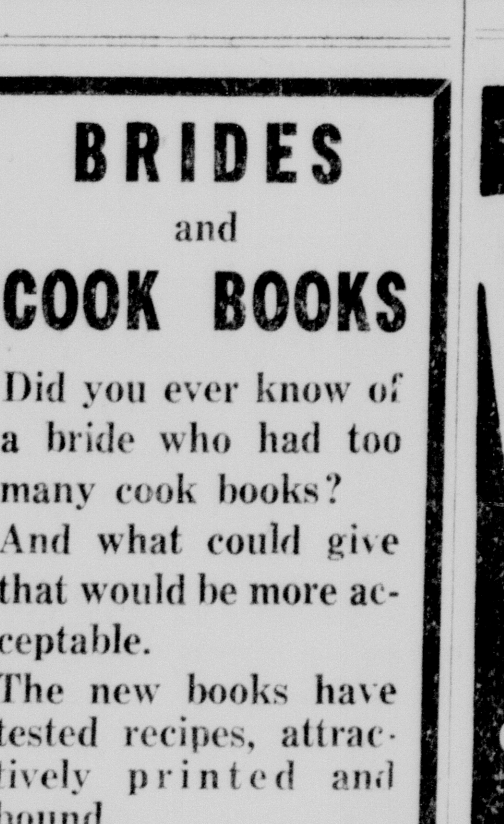 BRIDES
and
COOK BOOKS
Did you ever know of
a bride who had too
many cook books?
And what could give
that would be more ac-
ceptable.
The new books have
tested recipes, attrac-
tively printed and
bound